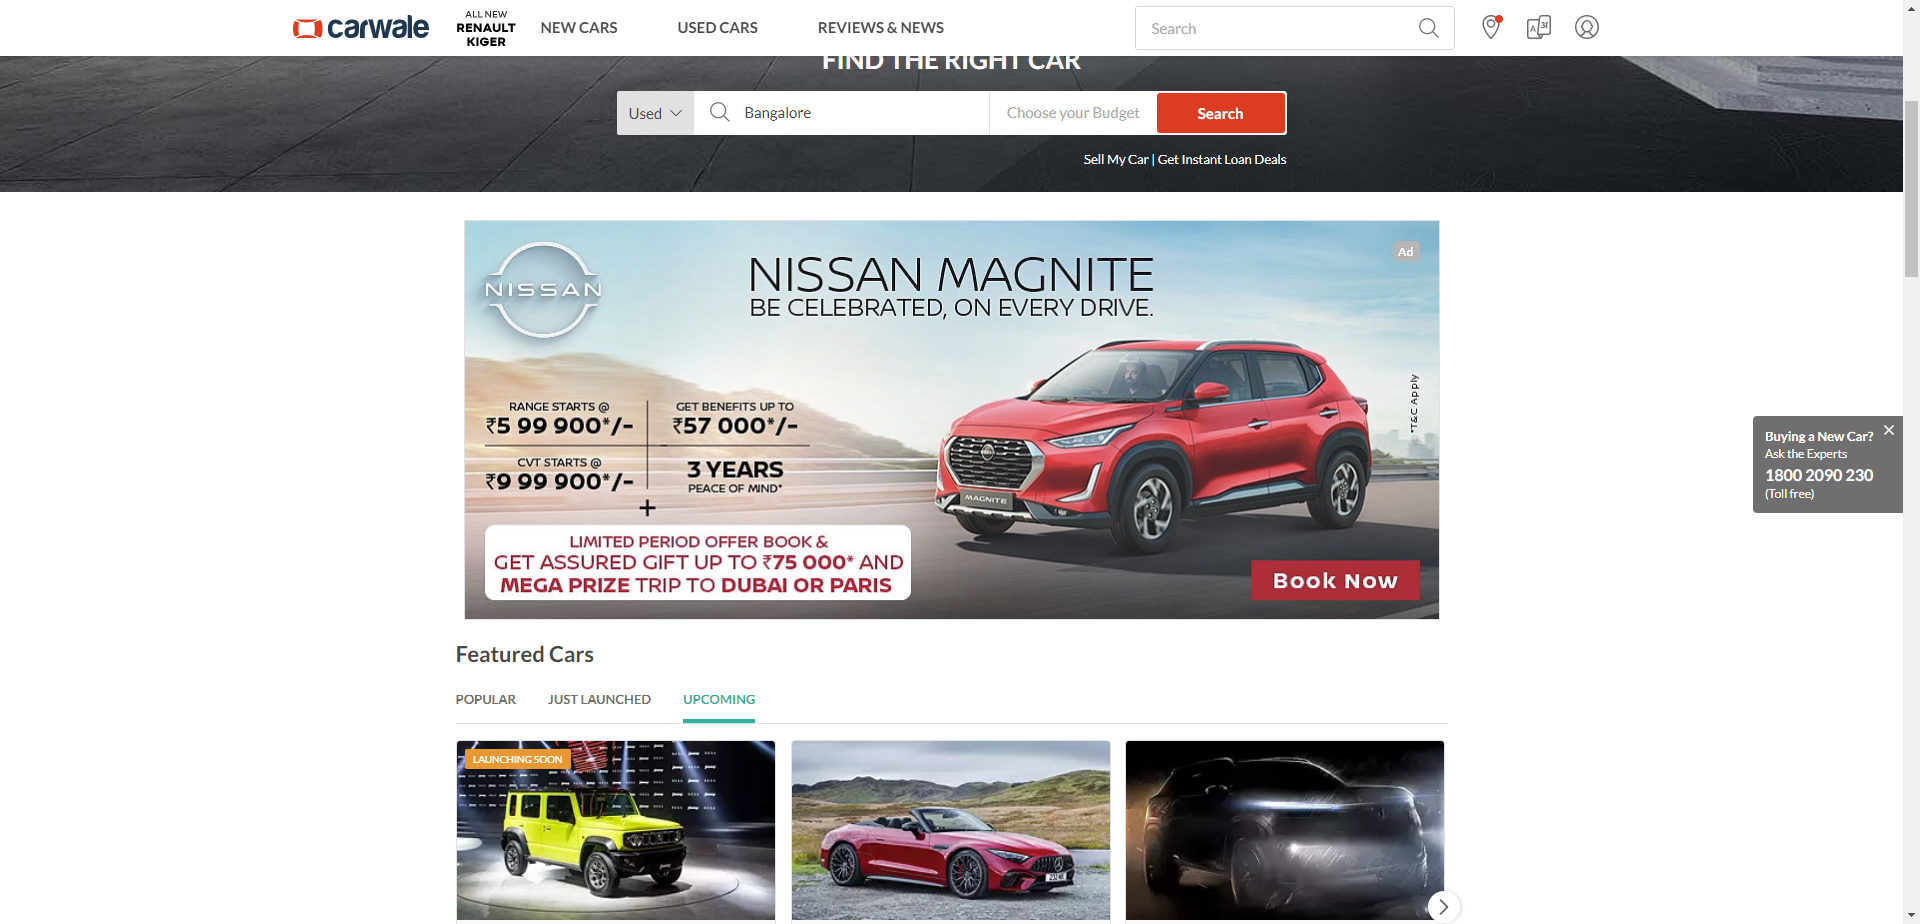 carwale
ALL NEW
RENAULT
KIGER
NEW CARS
USED CARS
REVIEWS & NEWS
Search
FIND THE RIGHT CAR
Used
Bangalore
Choose your Budget
Search
Sell My Car | Get Instant Loan Deals
NISSAN
NISSAN MAGNITE
BE CELEBRATED, ON EVERY DRIVE.
Ad
RANGE STARTS @
₹5 99 900*/-
GET BENEFITS UP TO
₹57 000*/-
CVT STARTS @
₹9 99 900*/-
3 YEARS
PEACE OF MIND*
+
LIMITED PERIOD OFFER BOOK &
GET ASSURED GIFT UP TO ₹75 000* AND
MEGA PRIZE TRIP TO DUBAI OR PARIS
MAGNITE
*T&C Apply
Book Now
Buying a New Car?
Ask the Experts
1800 2090 230
(Toll free)
Featured Cars
POPULAR
JUST LAUNCHED
UPCOMING
LAUNCHING SOON